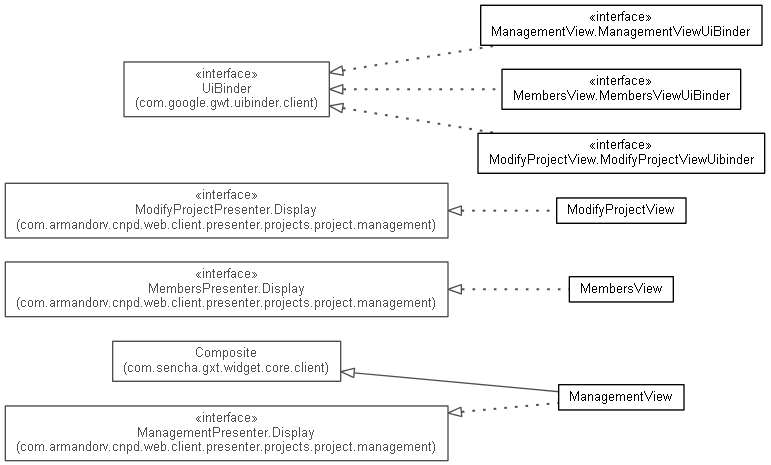 «interface»
ManagementView.ManagementViewUiBinder
«interface»
UiBinder
(com.google.gwt.uibinder.client)
«interface»
MembersView.MembersViewUiBinder
«interface»
ModifyProjectView.ModifyProjectViewUibinder
«interface»
ModifyProjectPresenter.Display
(com.armandorv.cnpd.web.client.presenter.projects.project.management)
ModifyProjectView
«interface»
MembersPresenter.Display
(com.armandorv.cnpd.web.client.presenter.projects.project.management)
MembersView
Composite
(com.sencha.gxt.widget.core.client)
ManagementView
«interface»
ManagementPresenter.Display
(com.armandorv.cnpd.web.client.presenter.projects.project.management)